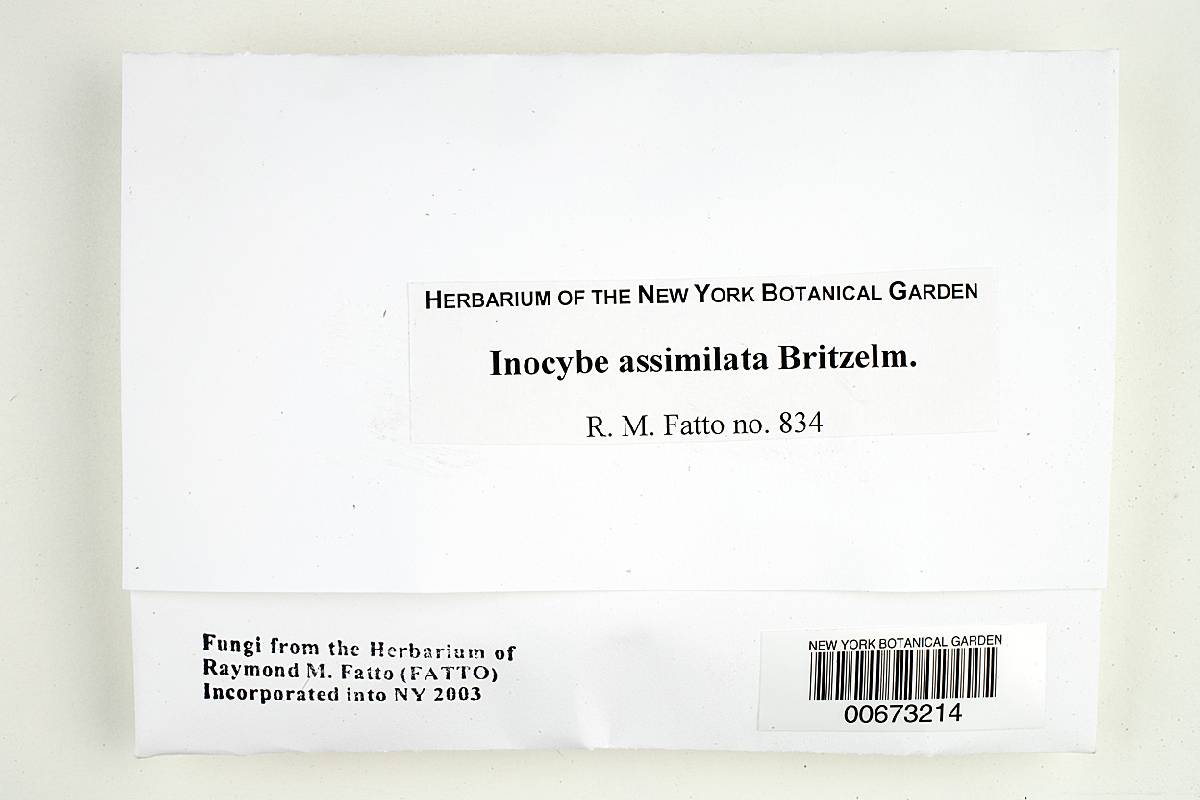 HERBARIUM OF THE NEW YORK BOTANICAL GARDEN
Inocybe assimilata Britzelm.
R. M. Fatto no. 834
Fungi from the Herbarium of
Raymond M. Fatto (FATTO)
Incorporated into NY 2003
NEW YORK BOTANICAL GARDEN
00673214